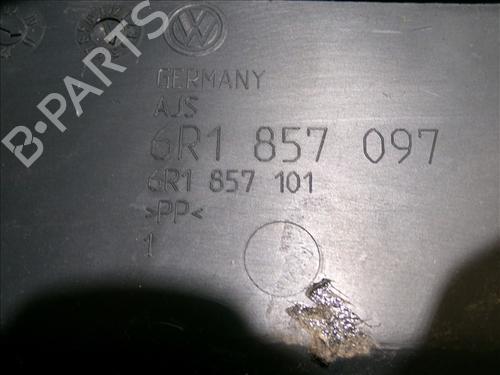 B-PARTS
GERMANY
AJS
6R1 857 097
6R1 857 101
>PP<
1